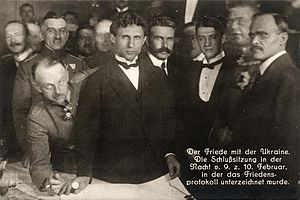 Der Friede mit der Ukraine.
Die Schlußsitzung in der
Nacht v. 9. z. 10. Februar,
in der das Friedens-
protokoll unterzeichnet wurde.